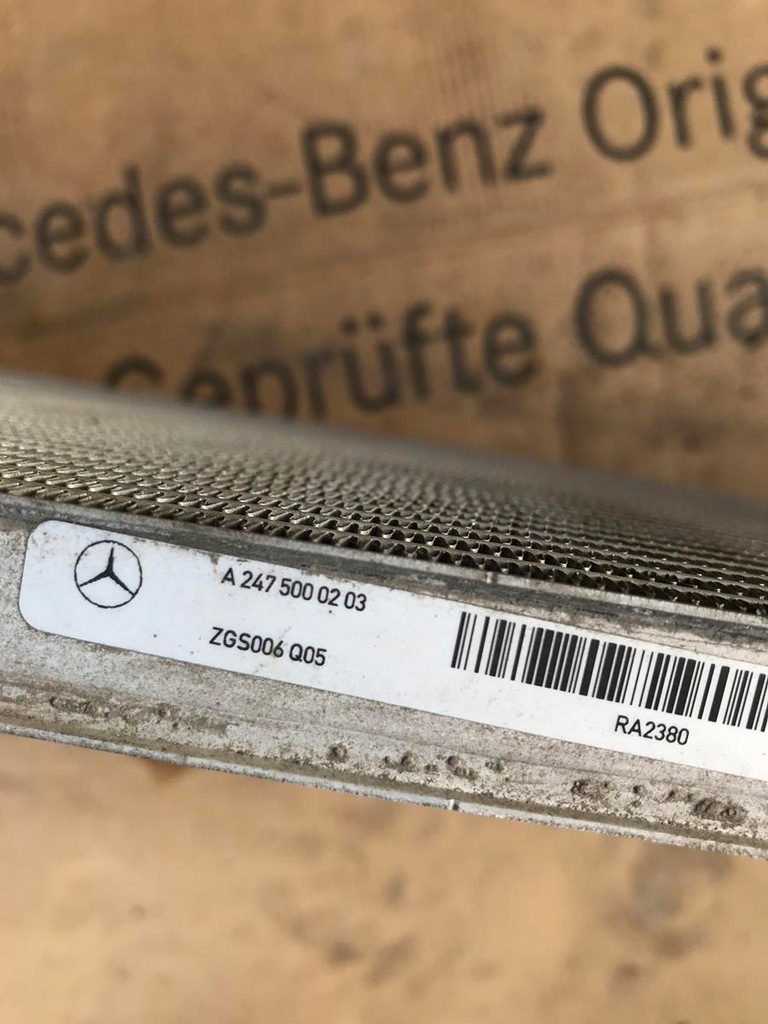 cedes-Benz Orig
Geprüfte Qua
A 247 500 02 03
ZGS006 Q05
RA2380